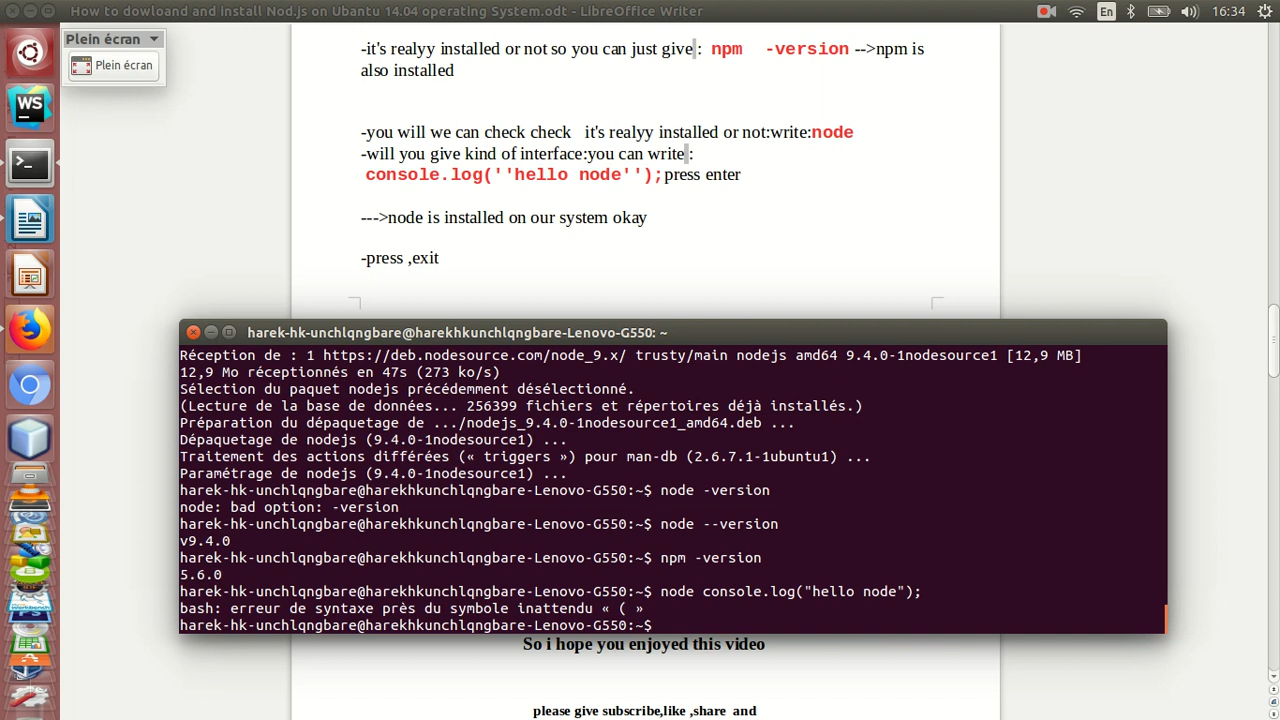 How to dowloand and install Nod.js on Ubantu 14.04 operating System.odt - LibreOffice Writer
En
16:34
Plein écran
Plein écran
-it's realyy installed or not so you can just give : npm -version -->npm is
also installed
-you will we can check check it's realyy installed or not:write:node
-will you give kind of interface:you can write :
console.log(''hello node'');press enter
--->node is installed on our system okay
-press ,exit
WS
harek-hk-unchlqngbare@harekhkunchlqngbare-Lenovo-G550: ~
Réception de : 1 https://deb.nodesource.com/node_9.x/ trusty/main nodejs amd64 9.4.0-1nodesource1 [12,9 MB]
12,9 Mo réceptionnés en 47s (273 ko/s)
Sélection du paquet nodejs précédemment désélectionné.
(Lecture de la base de données... 256399 fichiers et répertoires déjà installés.)
Préparation du dépaquetage de .../nodejs_9.4.0-1nodesource1_amd64.deb ...
Dépaquetage de nodejs (9.4.0-1nodesource1) ...
Traitement des actions différées (« triggers ») pour man-db (2.6.7.1-1ubuntu1) ...
Paramétrage de nodejs (9.4.0-1nodesource1) ...
harek-hk-unchlqngbare@harekhkunchlqngbare-Lenovo-G550:~$ node -version
node: bad option: -version
harek-hk-unchlqngbare@harekhkunchlqngbare-Lenovo-G550:~$ node --version
v9.4.0
harek-hk-unchlqngbare@harekhkunchlqngbare-Lenovo-G550:~$ npm -version
5.6.0
harek-hk-unchlqngbare@harekhkunchlqngbare-Lenovo-G550:~$ node console.log("hello node");
bash: erreur de syntaxe près du symbole inattendu « ( »
harek-hk-unchlqngbare@harekhkunchlqngbare-Lenovo-G550:~$
So i hope you enjoyed this video
please give subscribe,like ,share and